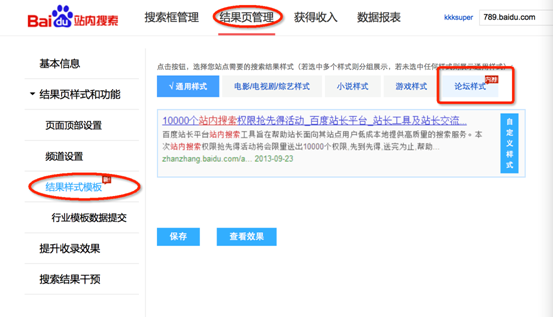 Bai du 站内搜索
搜索框管理 结果页管理 获得收入 数据报表
kkksuper 789.baidu.com
基本信息
结果页样式和功能
页面顶部设置
频道设置
结果样式模板
行业模板数据提交
提升收录效果
搜索结果干预
点击按钮，选择您站点需要的搜索结果样式（若选中多个样式则分组展示，若未选中任何样式则展示通用样式）
√ 通用样式 电影/电视剧/综艺样式 小说样式 游戏样式 论坛样式
10000个站内搜索权限抢先得活动_百度站长平台_站长工具及站长交流...
百度站长平台站内搜索工具旨在帮助站长面向其站点用户低成本地提供高质量的搜索服务。本
次站内搜索权限抢先得活动将会限量送出10000个权限,先到先得,送完为止,帮助...
zhanzhang.baidu.com/a... 2013-09-23
自定义样式
保存 查看效果